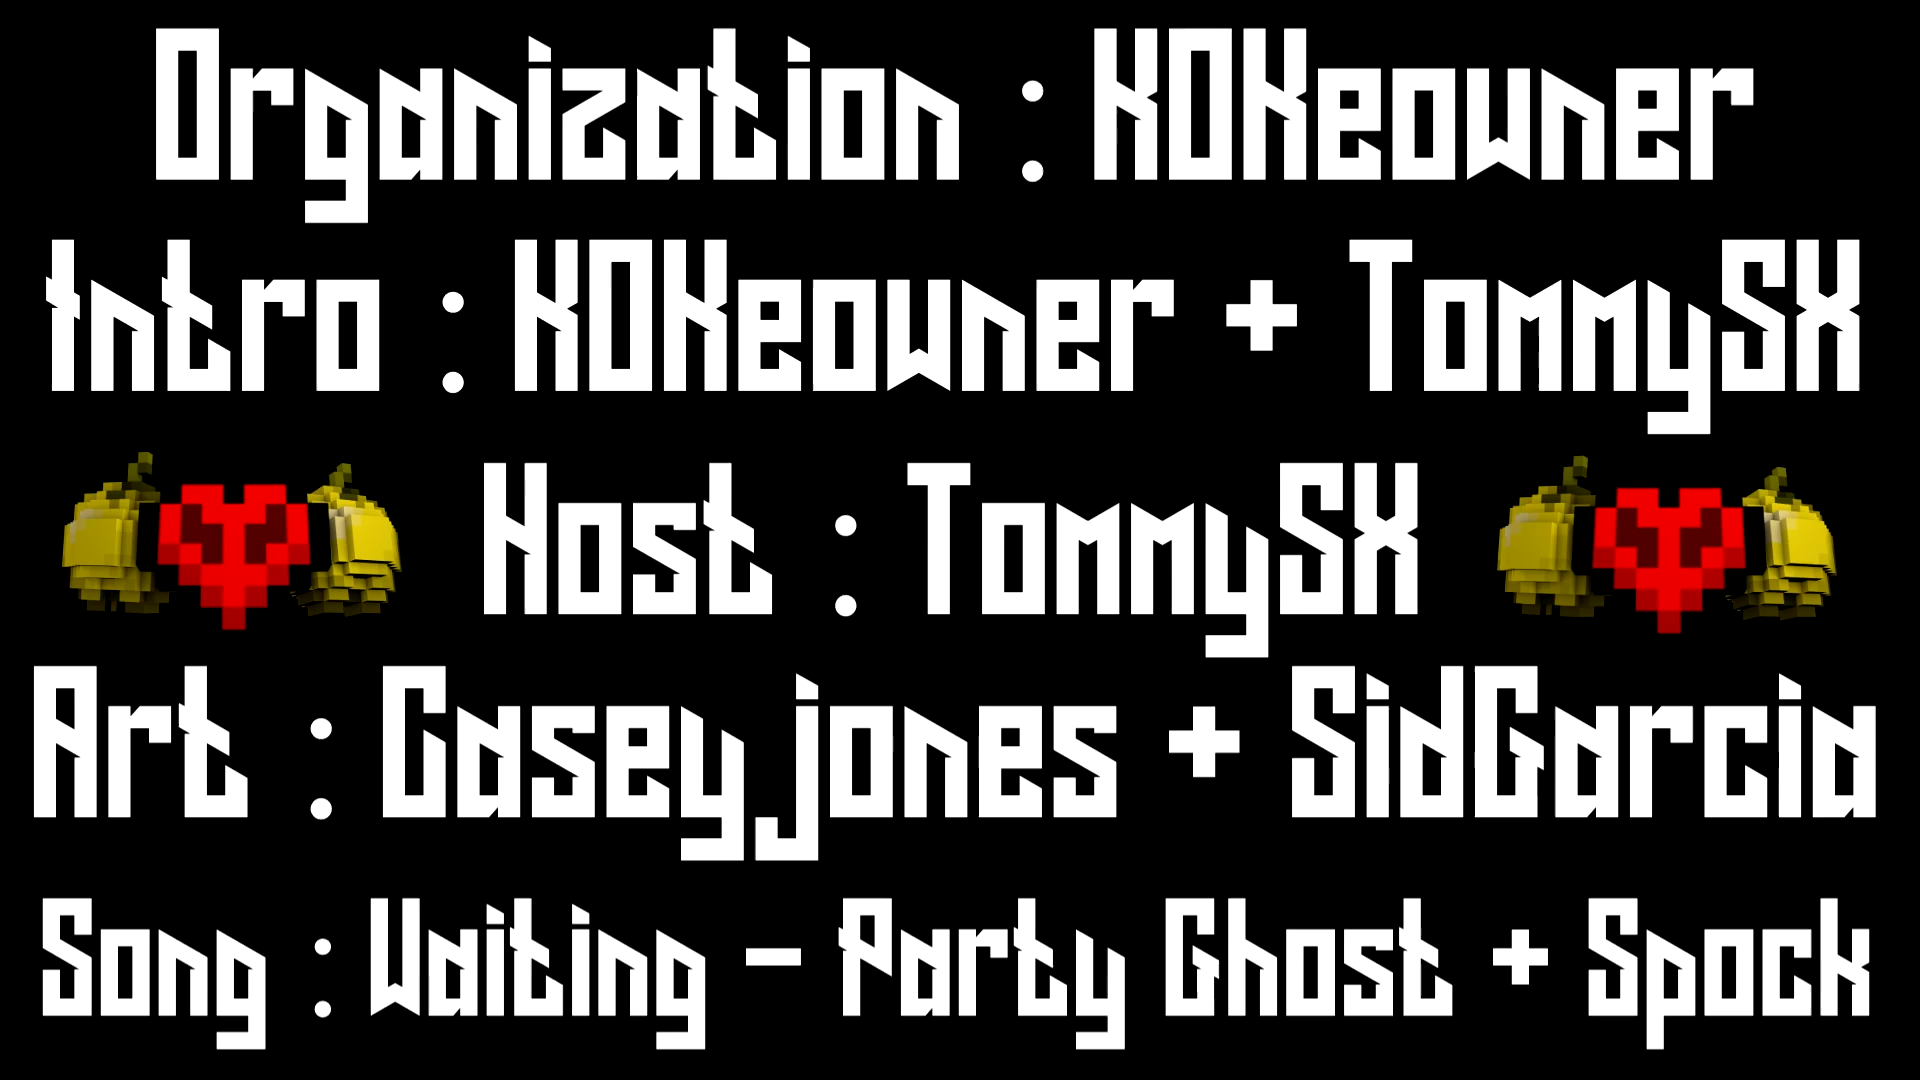 Organization : KOKeowner
Intro : KOKeowner + TommySX
Host : TommySX
Art : Caseyjones + SidGarcia
Song : Waiting - Party Ghost + Spock